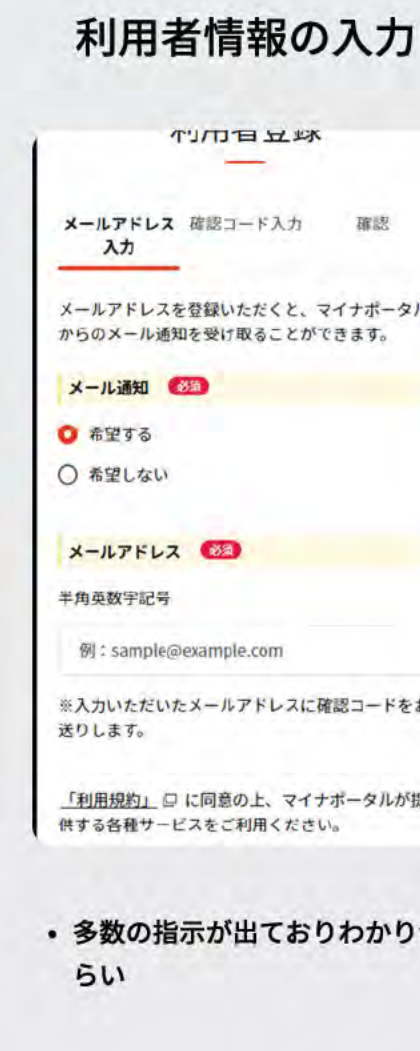 利用者情報の入力
利用者登録
メールアドレス入力 確認コード入力 確認
メールアドレスを登録いただくと、マイナポータル
からのメール通知を受け取ることができます。
メール通知 必須
希望する
希望しない
メールアドレス 必須
半角英数字記号
例：sample@example.com
※入力いただいたメールアドレスに確認コードをお
送りします。
「利用規約」 に同意の上、マイナポータルが提
供する各種サービスをご利用ください。
• 多数の指示が出ておりわかり
らい